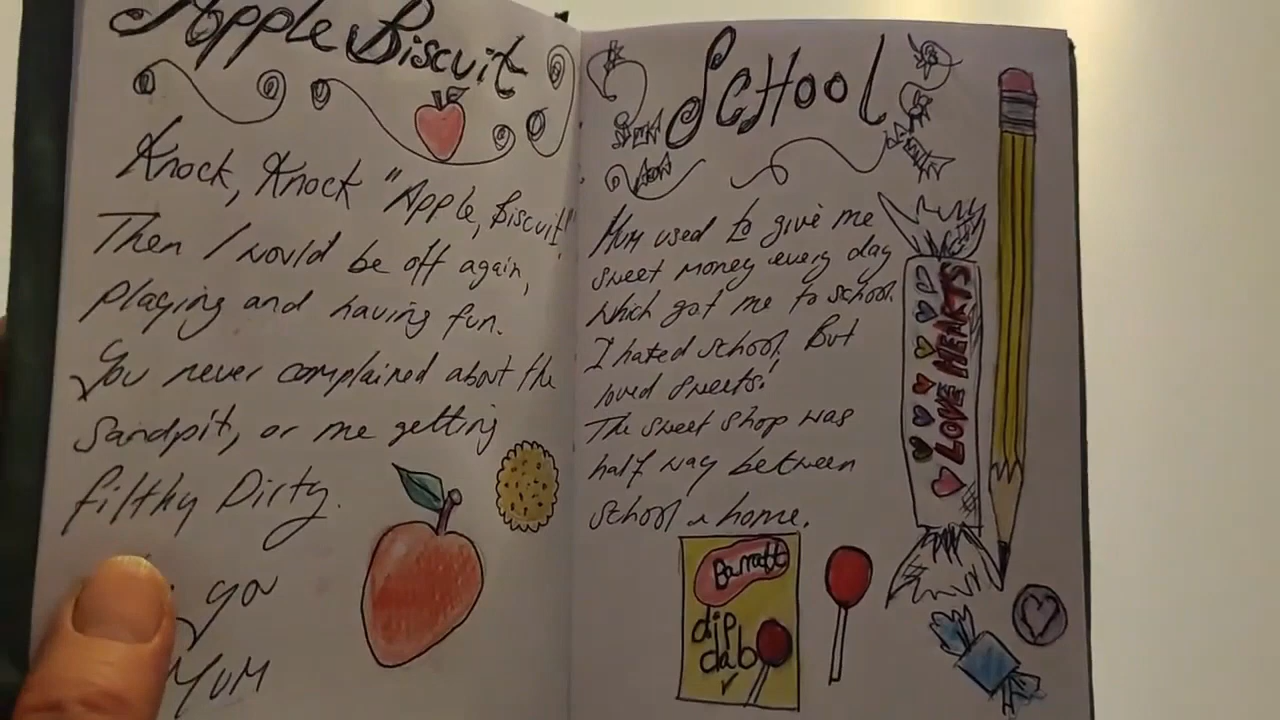 Apple Biscuit
Knock, Knock "Apple, Biscuit!"
Then I would be off again,
Playing and having fun.
You never complained about the
Sandpit, or me getting
filthy Dirty.
you
Mum
SCHOOL
Mum used to give me
sweet money every day
which got me to school.
I hated school. But
loved sweets!
The sweet shop was
half way between
school & home.
LOVE HEARTS
Barratt
dip
dab